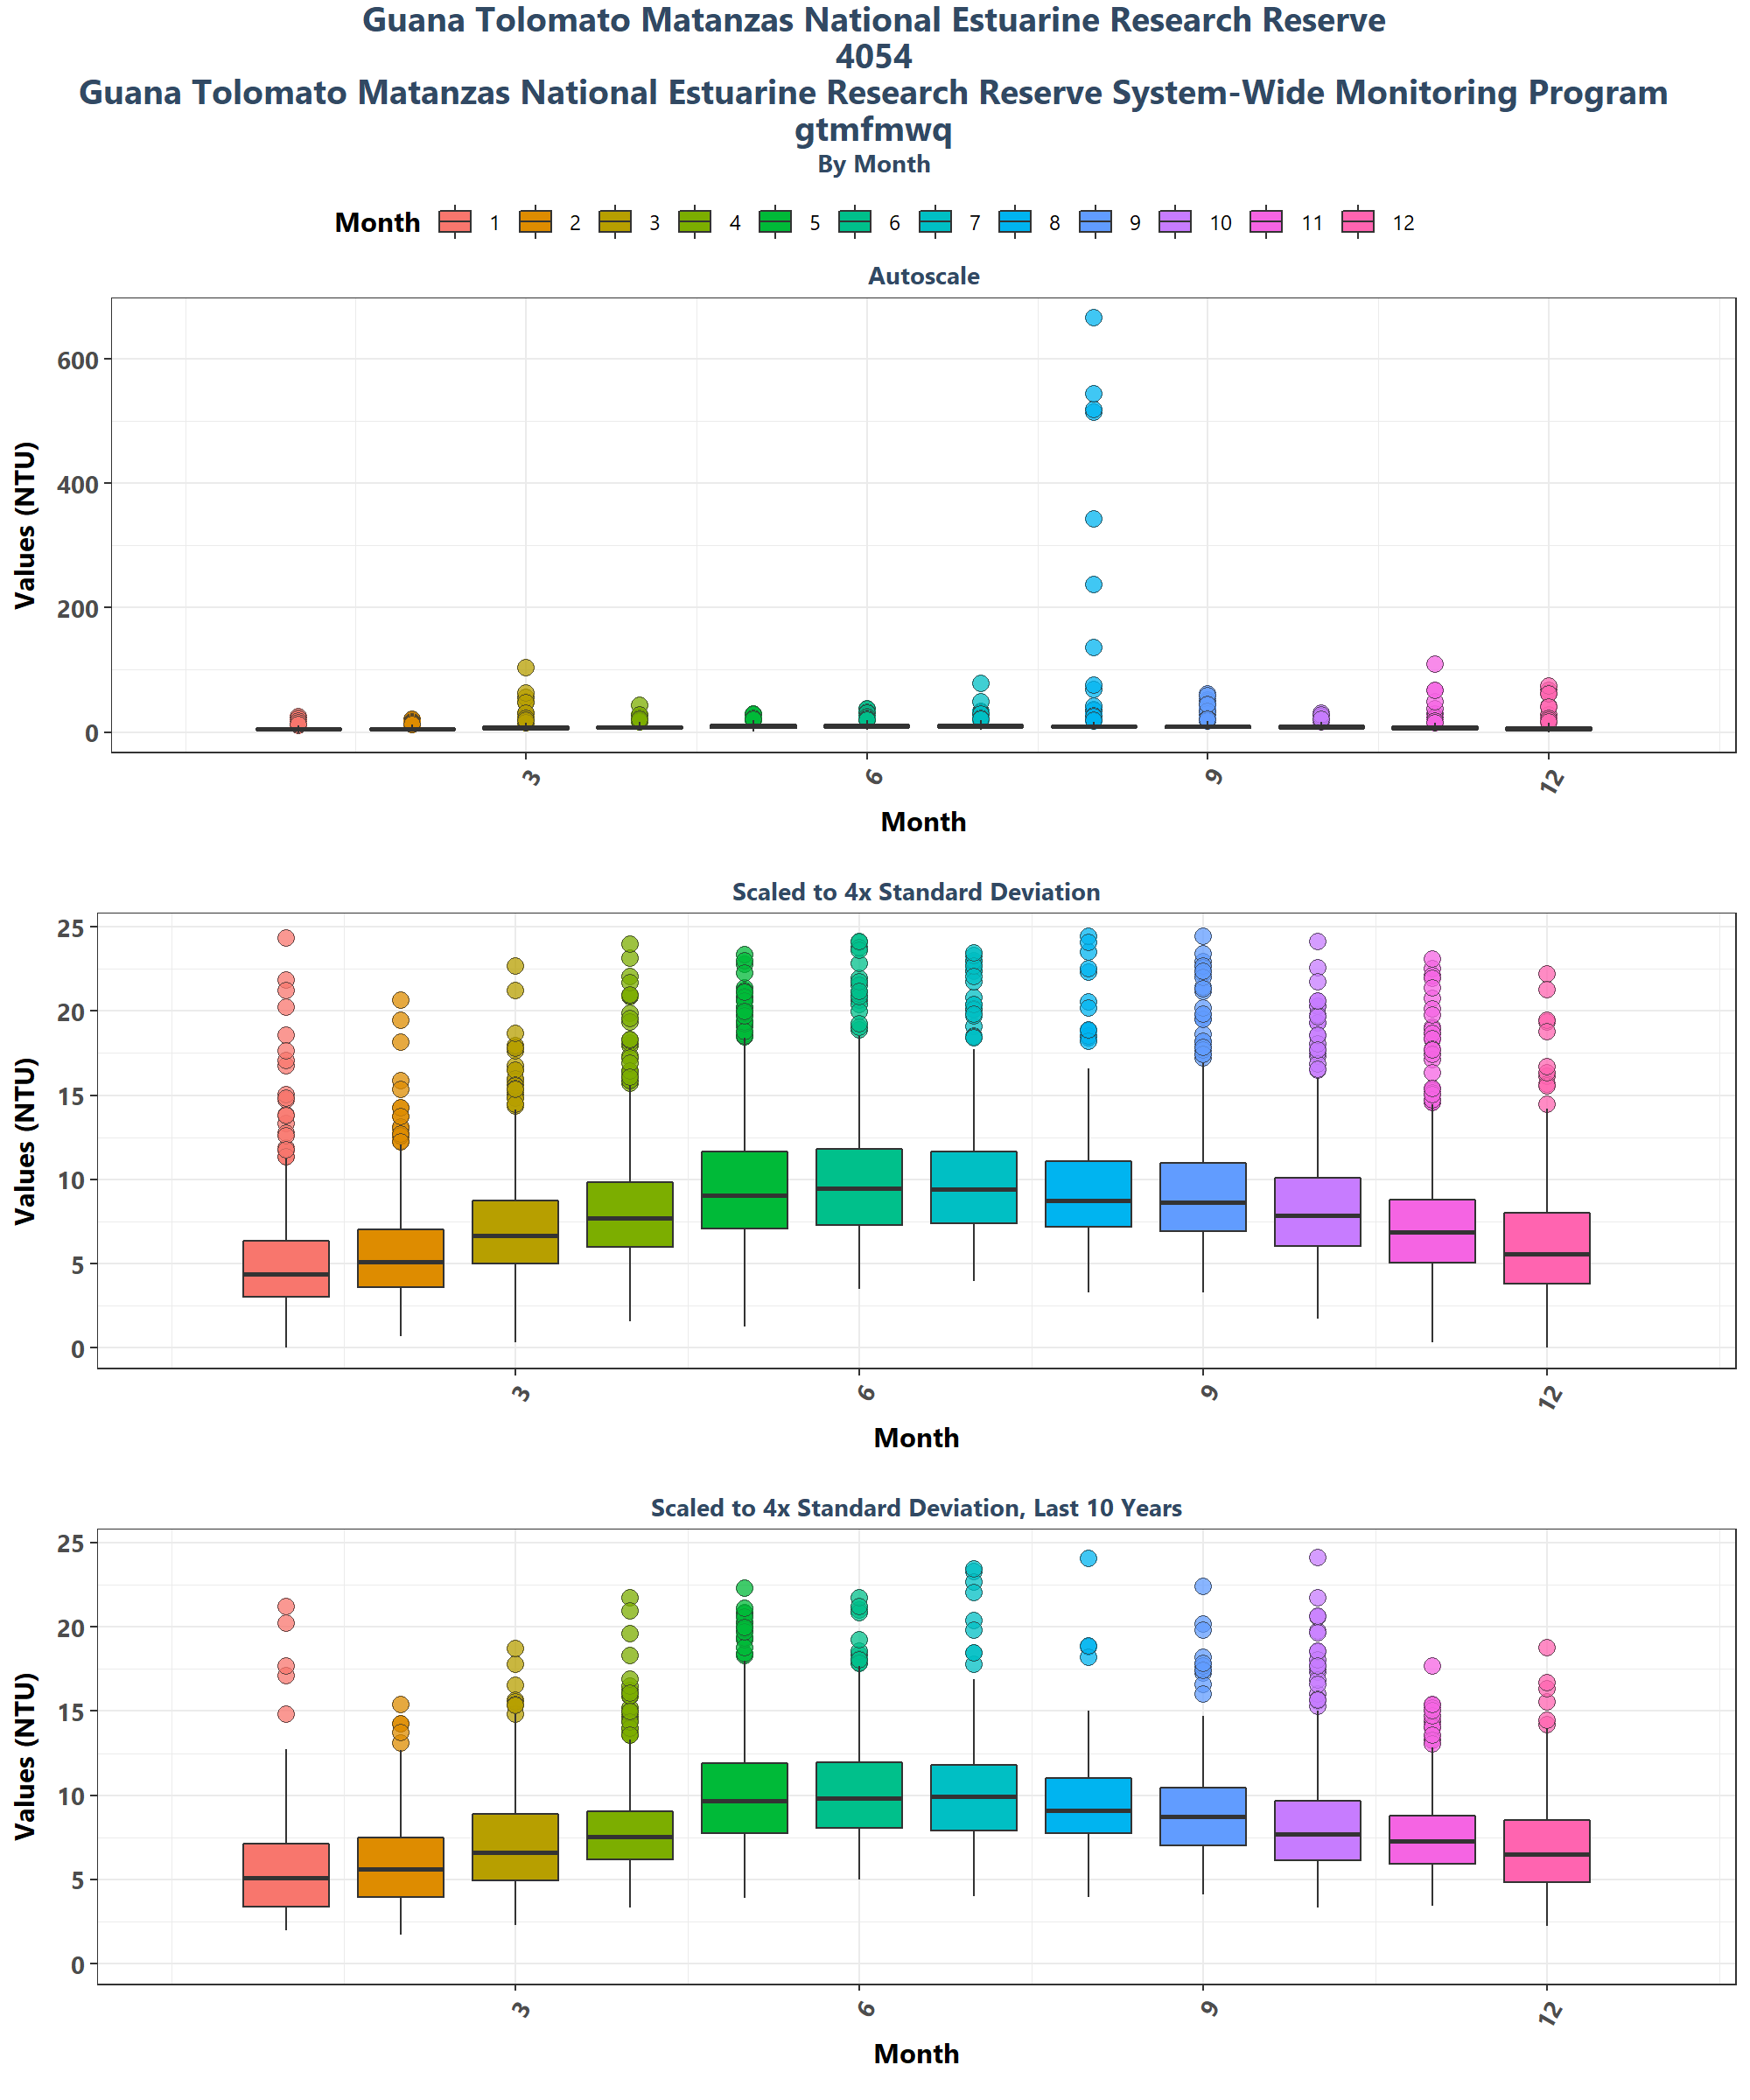 Guana Tolomato Matanzas National Estuarine Research Reserve
4054
Guana Tolomato Matanzas National Estuarine Research Reserve System-Wide Monitoring Program
gtmfmwq
By Month
Month 1 2 3 4 5 6 7 8 9 10 11 12
Autoscale
Values (NTU)
600
400
200
0
3 6 9 12
Month
Scaled to 4x Standard Deviation
Values (NTU)
25
20
15
10
5
0
3 6 9 12
Month
Scaled to 4x Standard Deviation, Last 10 Years
Values (NTU)
25
20
15
10
5
0
3 6 9 12
Month